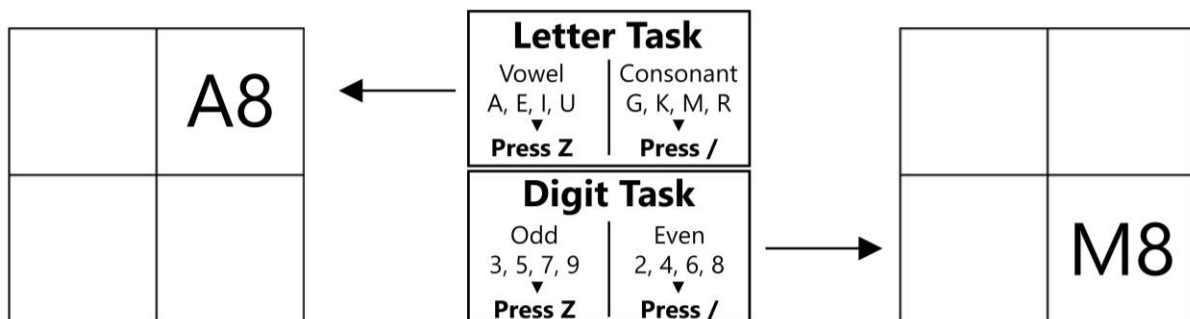 A8
Letter Task
Vowel
A, E, I, U
▼
Press Z
Consonant
G, K, M, R
▼
Press /
Digit Task
Odd
3, 5, 7, 9
▼
Press Z
Even
2, 4, 6, 8
▼
Press /
M8